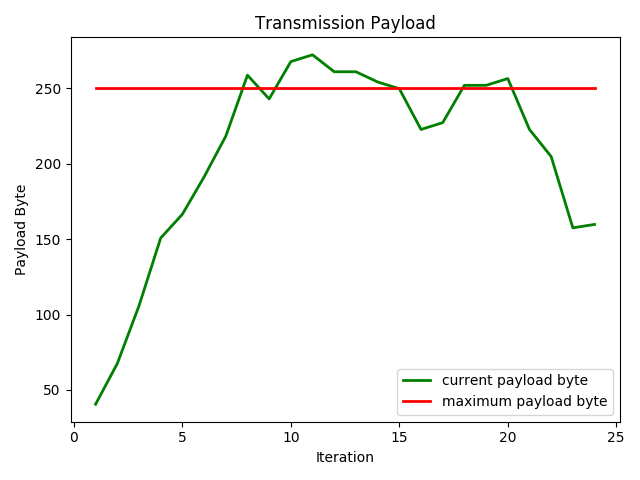 Transmission Payload
Payload Byte
250
200
150
100
50
0
5
10
15
20
25
Iteration
current payload byte
maximum payload byte